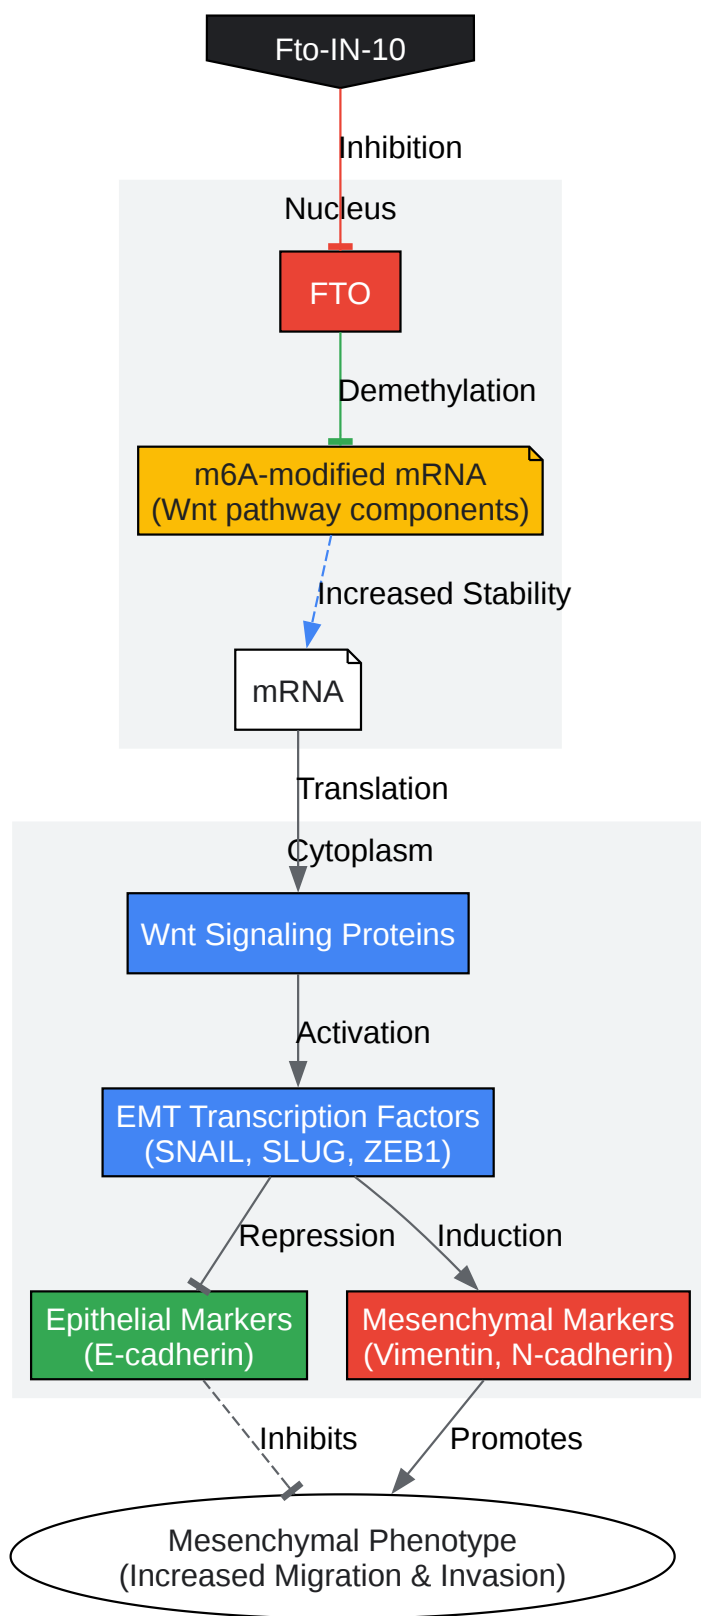 Fto-IN-10
Inhibition
Nucleus
FTO
Demethylation
m6A-modified mRNA
(Wnt pathway components)
Increased Stability
mRNA
Translation
Cytoplasm
Wnt Signaling Proteins
Activation
EMT Transcription Factors
(SNAIL, SLUG, ZEB1)
Repression
Induction
Epithelial Markers
(E-cadherin)
Mesenchymal Markers
(Vimentin, N-cadherin)
Inhibits
Promotes
Mesenchymal Phenotype
(Increased Migration & Invasion)